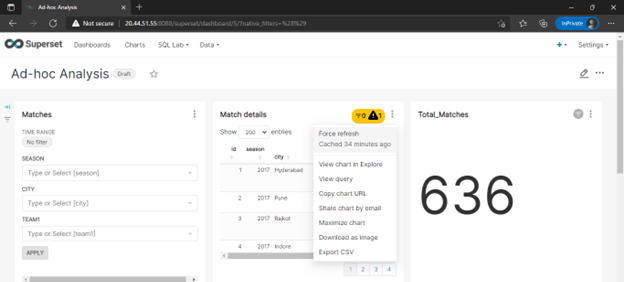 Ad-hoc Analysis
Not secure | 20.44.51.55:8088/superset/dashboard/5/?native_filters=%28%29
InPrivate
Superset Dashboards Charts SQL Lab Data
+ Settings
Ad-hoc Analysis Draft
Matches
TIME RANGE
No filter
SEASON
Type or Select [season]
CITY
Type or Select [city]
TEAM1
Type or Select [team1]
APPLY
Match details
0 1
Show 200 entries
id season city
1 2017 Hyderabad
2 2017 Pune
3 2017 Rajkot
4 2017 Indore
1 2 3 4
Force refresh
Cached 34 minutes ago
View chart in Explore
View query
Copy chart URL
Share chart by email
Maximize chart
Download as image
Export CSV
Total_Matches
636